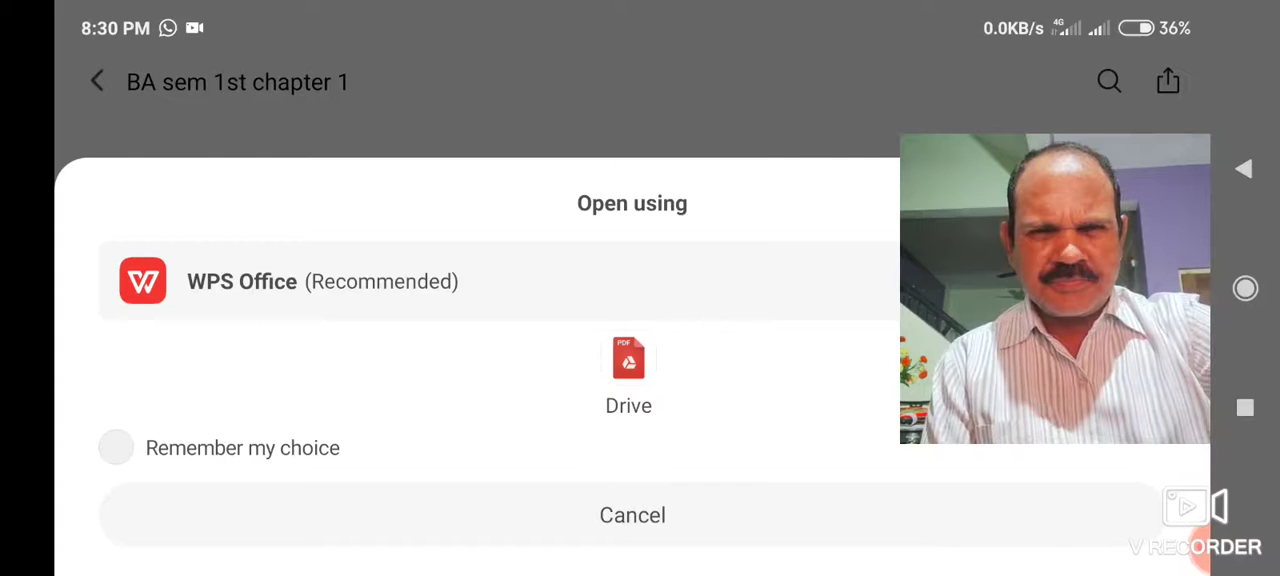 8:30 PM
0.0KB/s 4G 36%
BA sem 1st chapter 1
Open using
WPS Office (Recommended)
PDF
Drive
Remember my choice
Cancel
V RECORDER